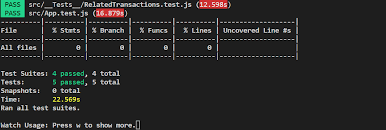 PASS src/__Tests__/RelatedTransactions.test.js (12.598s)
PASS src/App.test.js (16.879s)
File | % Stmts | % Branch | % Funcs | % Lines | Uncovered Line #s |
All files | 0 | 0 | 0 | 0 | |
Test Suites: 4 passed, 4 total
Tests: 5 passed, 5 total
Snapshots: 0 total
Time: 22.569s
Ran all test suites.
Watch Usage: Press w to show more.